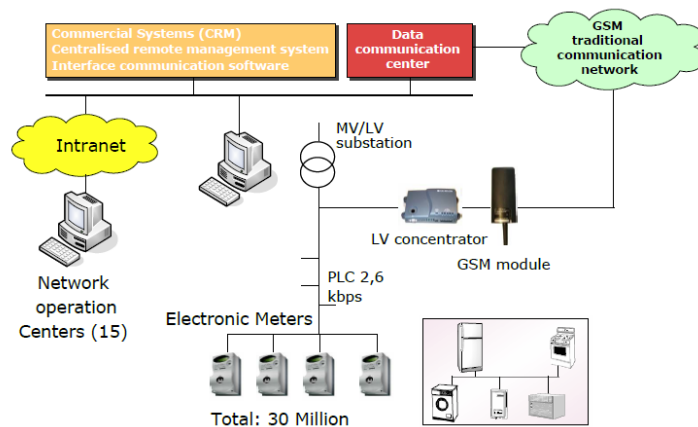 Commercial Systems (CRM)
Centralised remote management system
Interface communication software
Data
communication
center
GSM
traditional
communication
network
Intranet
MV/LV
substation
LV concentrator
GSM module
Network
operation
Centers (15)
PLC 2,6
kbps
Electronic Meters
Total: 30 Million